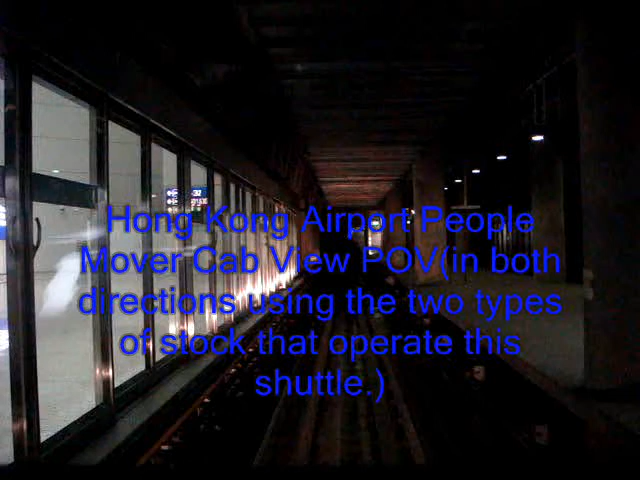 Hong Kong Airport People
Mover Cab View POV(in both
directions using the two types
of stock that operate this
shuttle.)